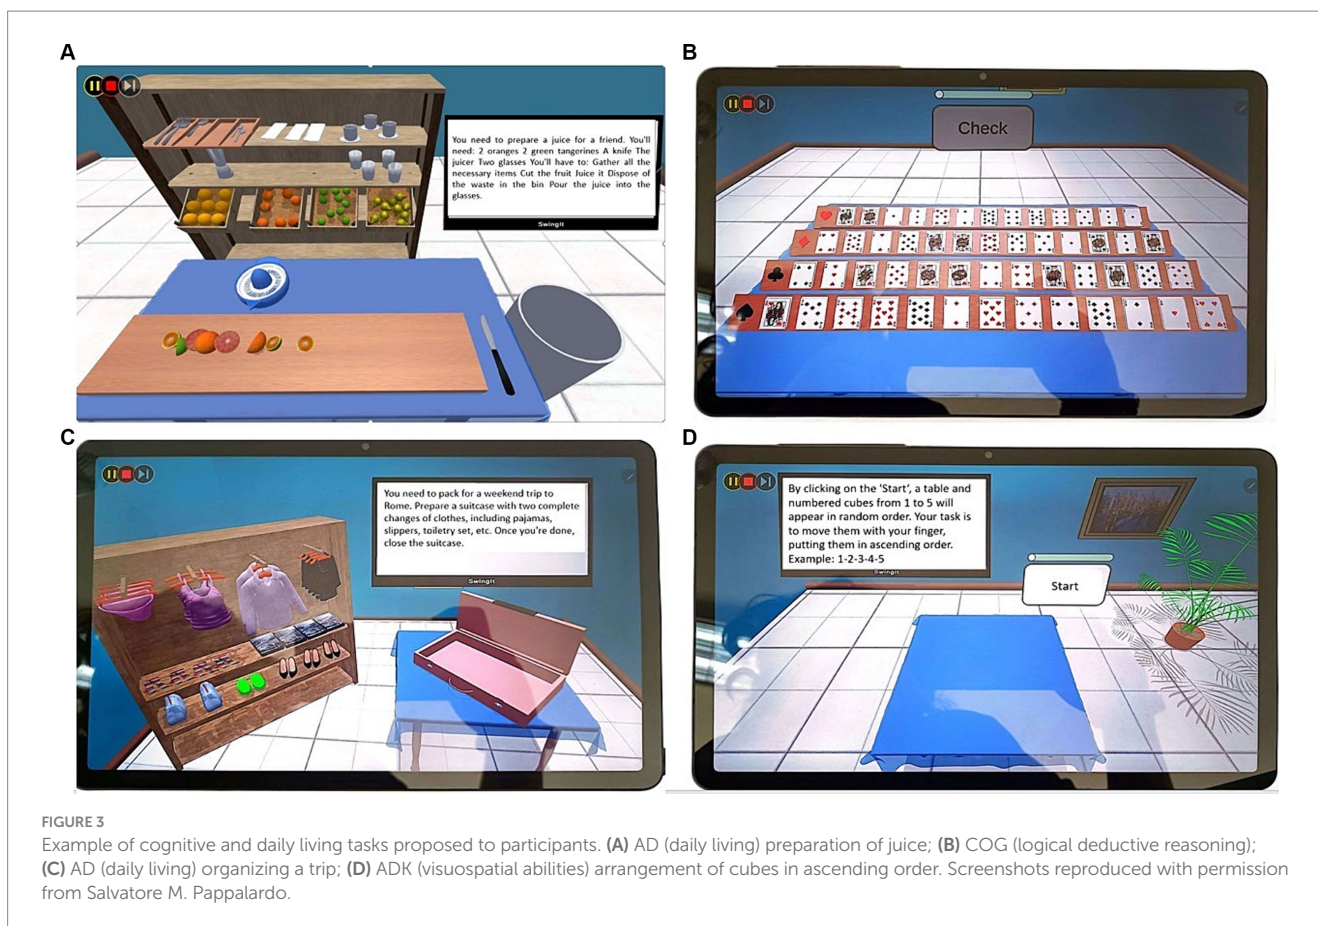 A
You need to prepare a juice for a friend. You'll
need: 2 oranges 2 green tangerines A knife The
juicer Two glasses You'll have to: Gather all the
necessary items Cut the fruit Juice it Dispose of
the waste in the bin Pour the juice into the
glasses.
SwingIt
B
Check
C
You need to pack for a weekend trip to
Rome. Prepare a suitcase with two complete
changes of clothes, including pajamas,
slippers, toiletry set, etc. Once you're done,
close the suitcase.
SwingIt
D
By clicking on the 'Start', a table and
numbered cubes from 1 to 5 will
appear in random order. Your task is
to move them with your finger,
putting them in ascending order.
Example: 1-2-3-4-5
SwingIt
Start
FIGURE 3
Example of cognitive and daily living tasks proposed to participants. (A) AD (daily living) preparation of juice; (B) COG (logical deductive reasoning);
(C) AD (daily living) organizing a trip; (D) ADK (visuospatial abilities) arrangement of cubes in ascending order. Screenshots reproduced with permission
from Salvatore M. Pappalardo.